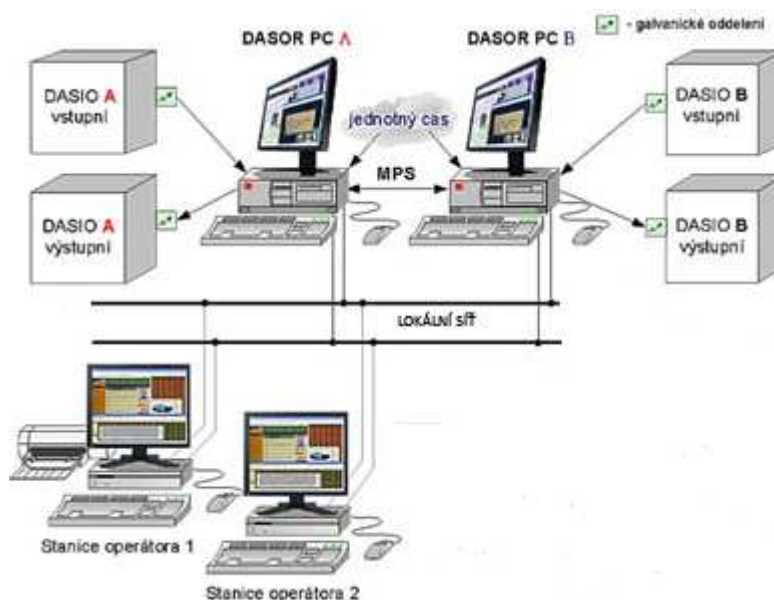 DASOR PC A
DASOR PC B
- galvanické oddelení
DASIO A
vstupní
jednotný čas
DASIO B
vstupní
MPS
DASIO A
výstupní
DASIO B
výstupní
LOKÁLNÍ SÍŤ
Stanice operátora 1
Stanice operátora 2